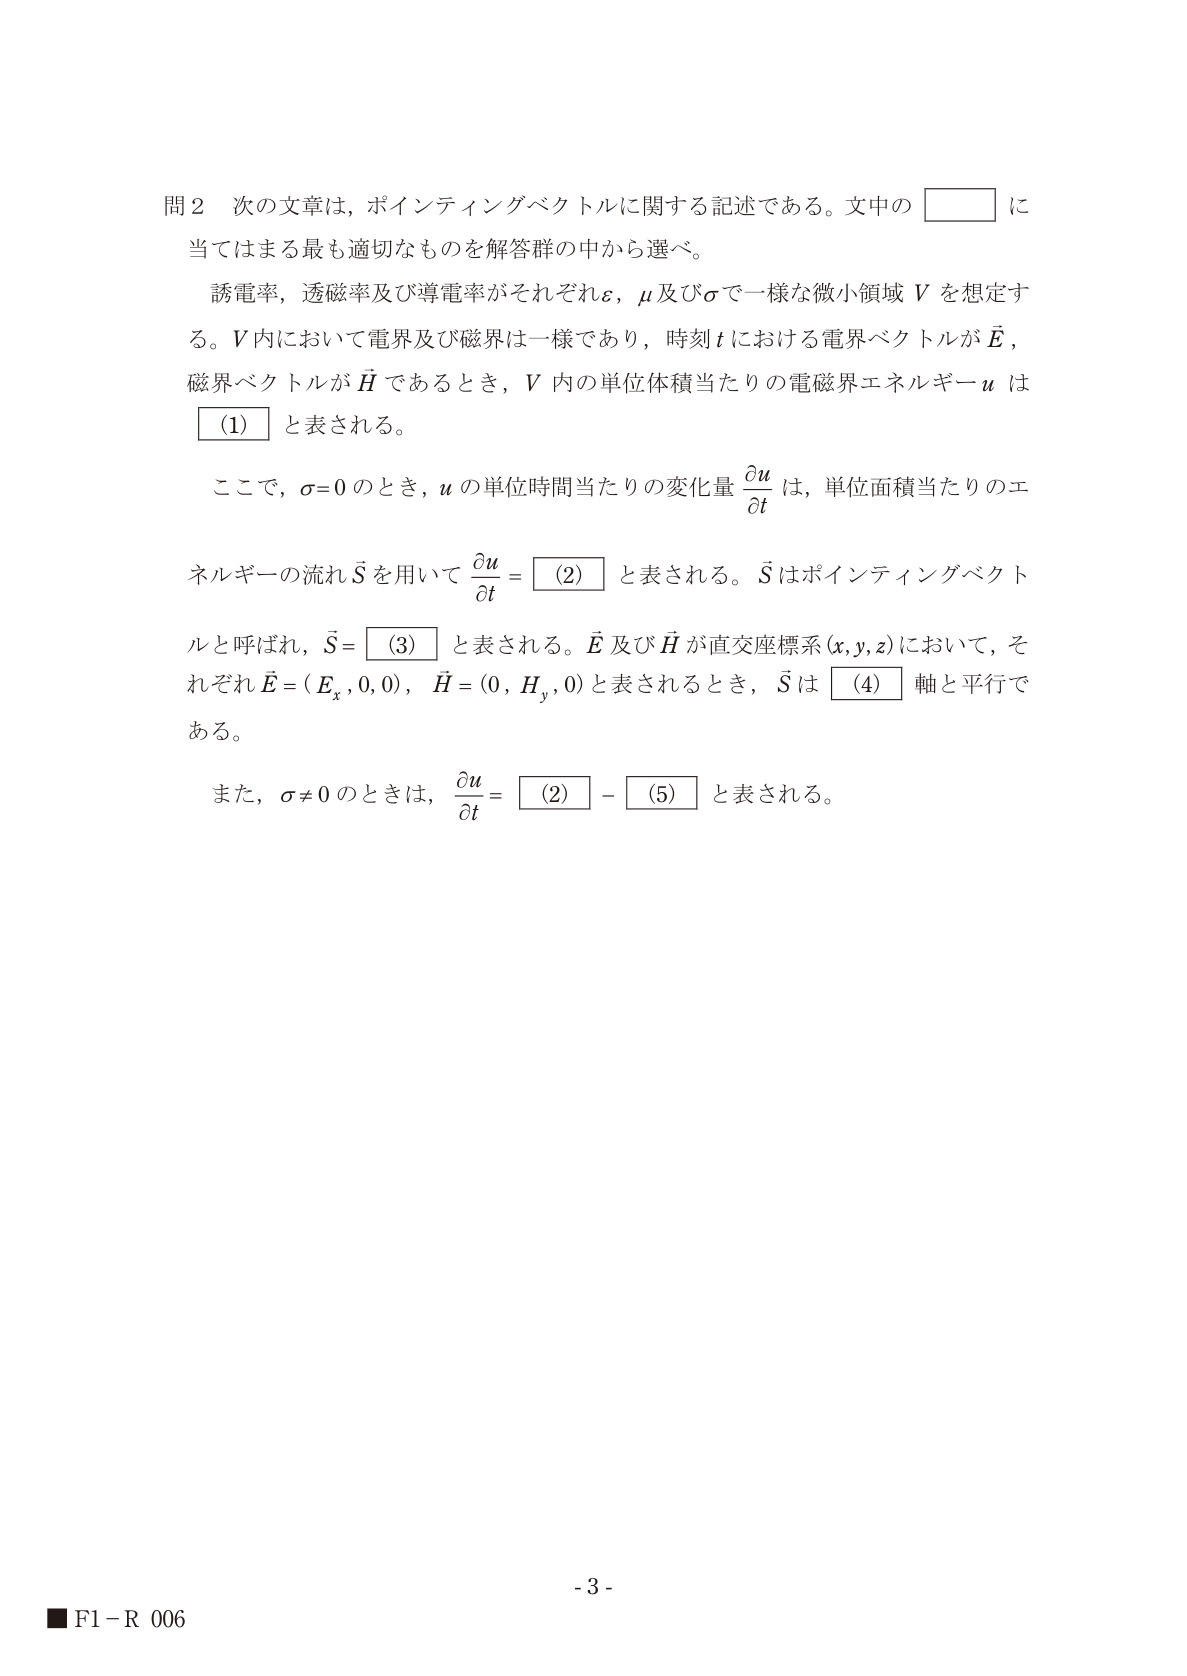 問2 次の文章は，ポインティングベクトルに関する記述である。文中の □ に
当てはまる最も適切なものを解答群の中から選べ。
誘電率，透磁率及び導電率がそれぞれε，μ及びσで一様な微小領域 V を想定す
る。V内において電界及び磁界は一様であり，時刻 t における電界ベクトルが \vec{E}，
磁界ベクトルが \vec{H} であるとき，V 内の単位体積当たりの電磁界エネルギー u は
(1) と表される。
ここで，σ=0 のとき，u の単位時間当たりの変化量 ∂u/∂t は，単位面積当たりのエ
ネルギーの流れ \vec{S} を用いて ∂u/∂t = (2) と表される。\vec{S} はポインティングベクト
ルと呼ばれ，\vec{S} = (3) と表される。\vec{E} 及び \vec{H} が直交座標系(x, y, z)において，そ
れぞれ \vec{E} = (E_x, 0, 0)，\vec{H} = (0, H_y, 0) と表されるとき，\vec{S} は (4) 軸と平行で
ある。
また，σ≠0 のときは，∂u/∂t = (2) − (5) と表される。
- 3 -
■ F1－R 006